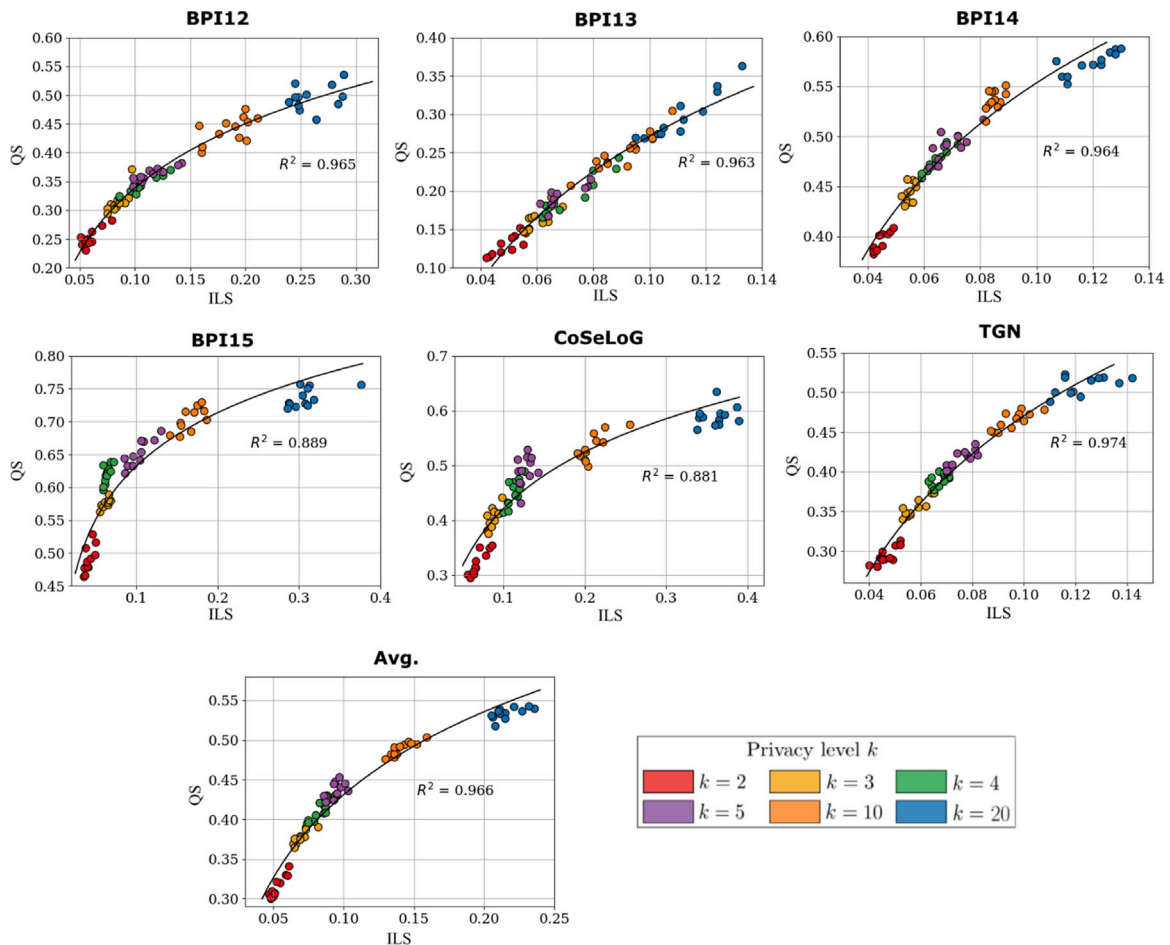 BPI12
0.60
0.55
0.50
0.45
0.40
0.35
0.30
0.25
0.20
QS
R² = 0.965
0.05 0.10 0.15 0.20 0.25 0.30
ILS
BPI13
0.40
0.35
0.30
0.25
0.20
0.15
0.10
QS
R² = 0.963
0.04 0.06 0.08 0.10 0.12 0.14
ILS
BPI14
0.60
0.55
0.50
0.45
0.40
QS
R² = 0.964
0.04 0.06 0.08 0.10 0.12 0.14
ILS
BPI15
0.80
0.75
0.70
0.65
0.60
0.55
0.50
0.45
QS
R² = 0.889
0.1 0.2 0.3 0.4
ILS
CoSeLoG
0.7
0.6
0.5
0.4
0.3
QS
R² = 0.881
0.1 0.2 0.3 0.4
ILS
TGN
0.55
0.50
0.45
0.40
0.35
0.30
QS
R² = 0.974
0.04 0.06 0.08 0.10 0.12 0.14
ILS
Avg.
0.55
0.50
0.45
0.40
0.35
0.30
QS
R² = 0.966
0.05 0.10 0.15 0.20 0.25
ILS
Privacy level k
k = 2 k = 3 k = 4
k = 5 k = 10 k = 20